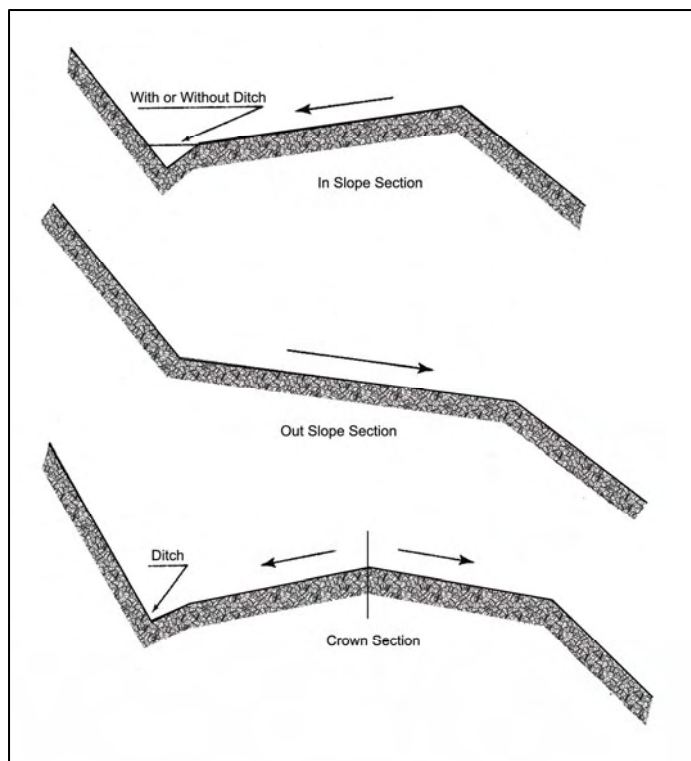 With or Without Ditch
In Slope Section
Out Slope Section
Ditch
Crown Section